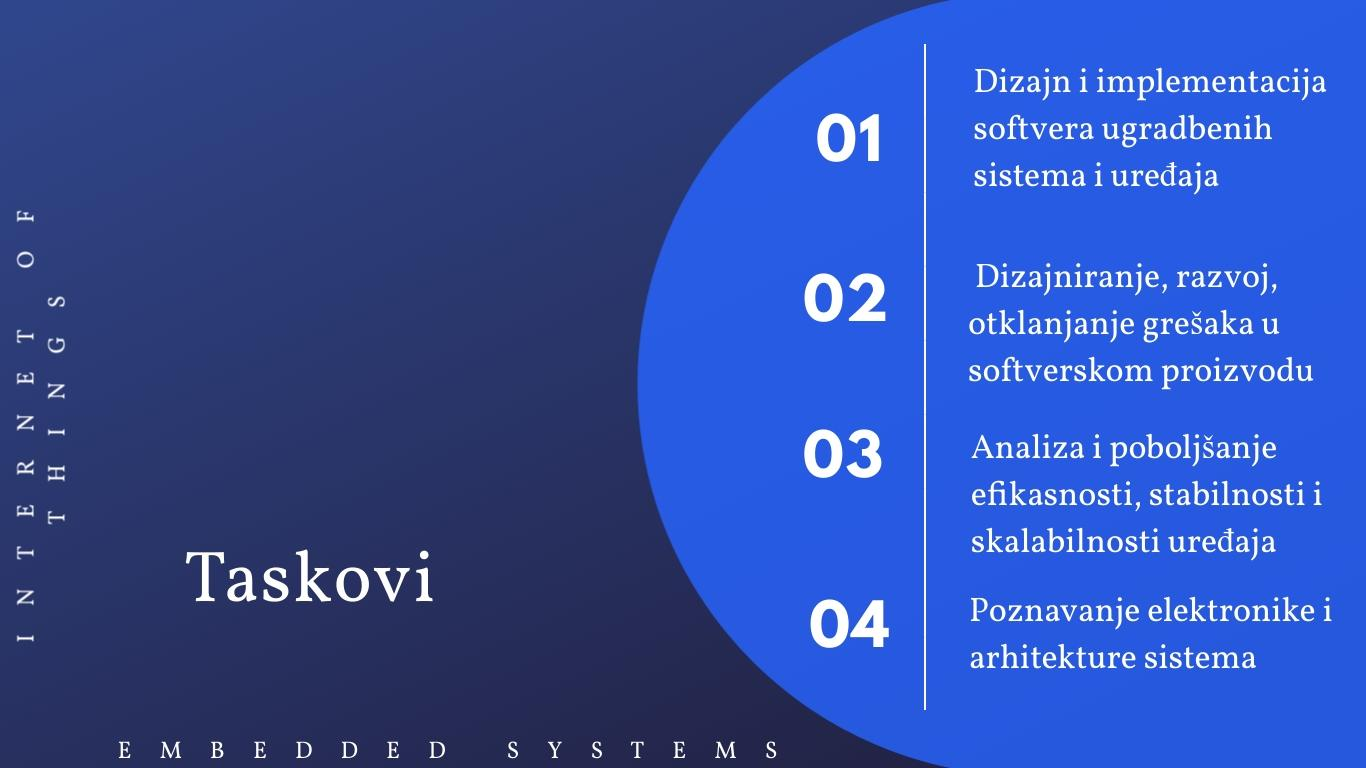 INTERNET OF
THINGS
Taskovi
EMBEDDED SYSTEMS
01
Dizajn i implementacija
softvera ugradbenih
sistema i uređaja
02
Dizajniranje, razvoj,
otklanjanje grešaka u
softverskom proizvodu
03
Analiza i poboljšanje
efikasnosti, stabilnosti i
skalabilnosti uređaja
04
Poznavanje elektronike i
arhitekture sistema